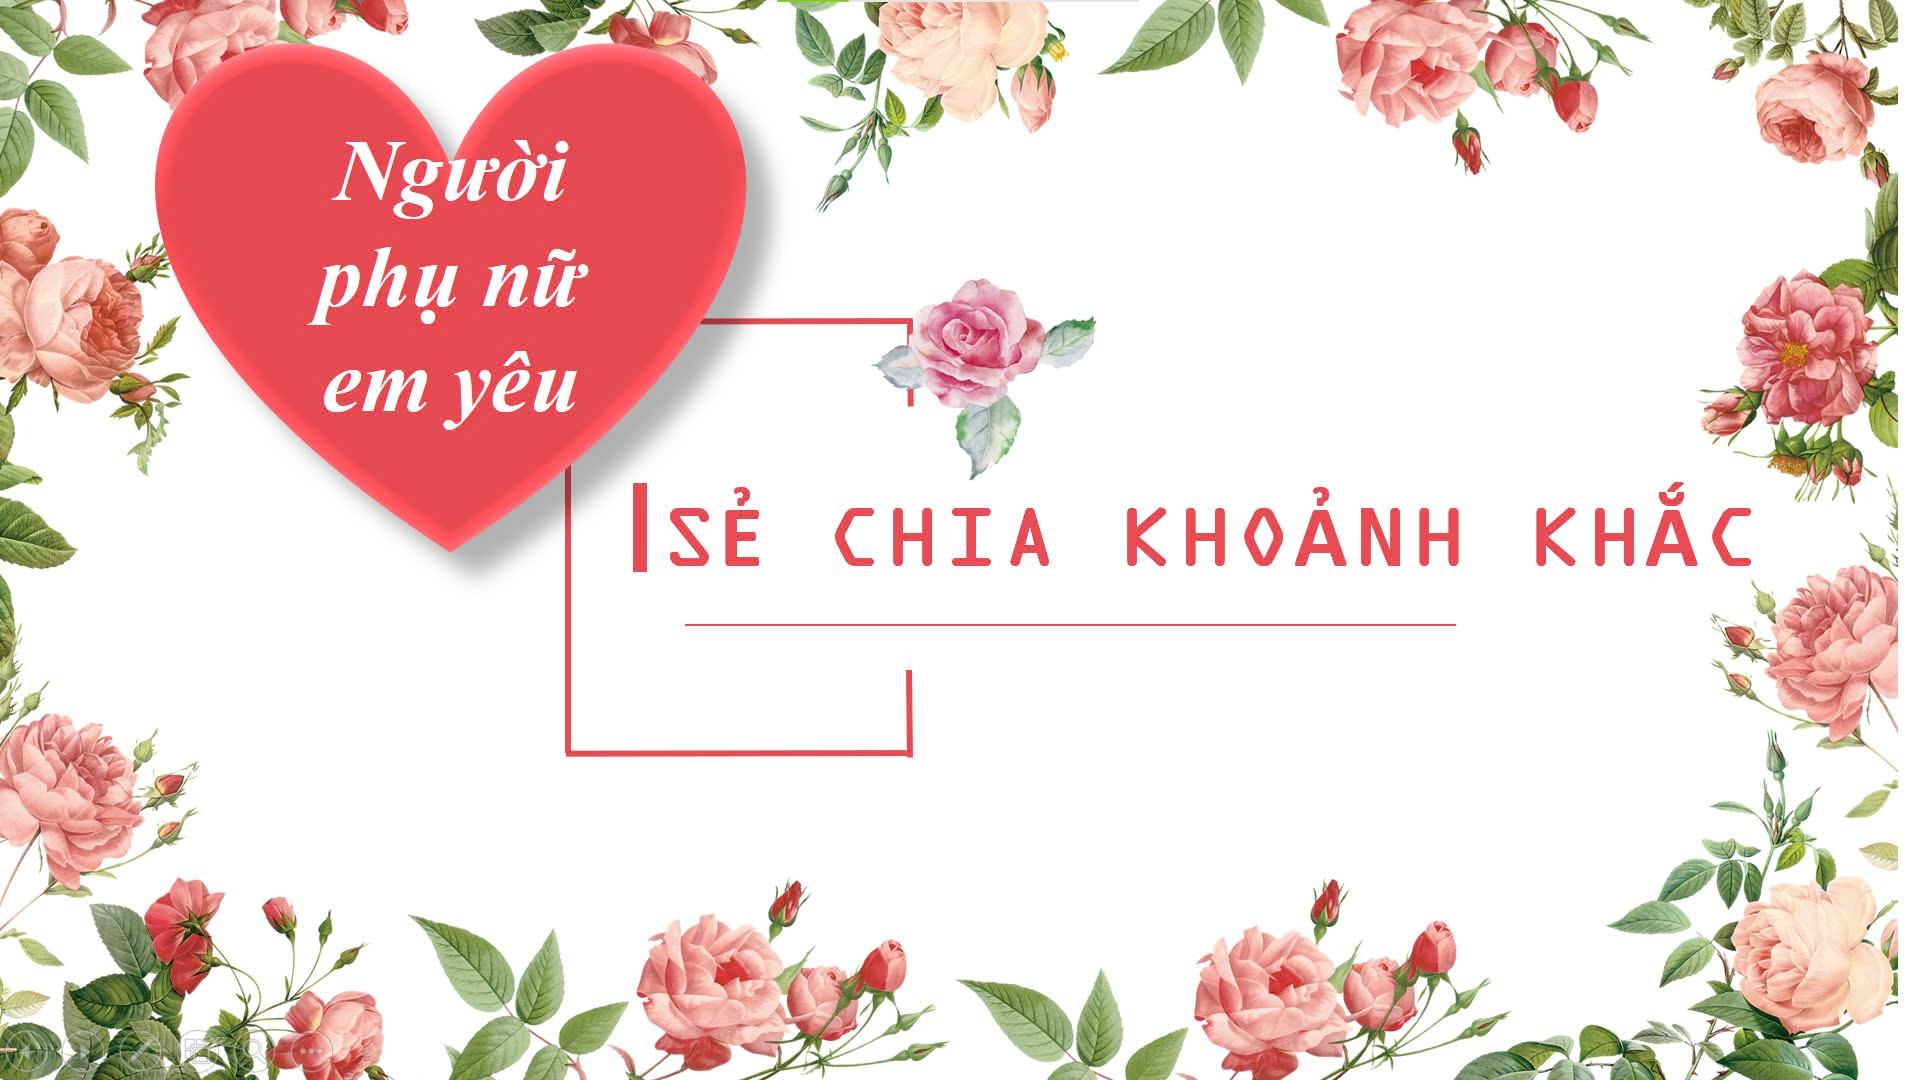 Người
phụ nữ
em yêu
SẺ CHIA KHOẢNH KHẮC